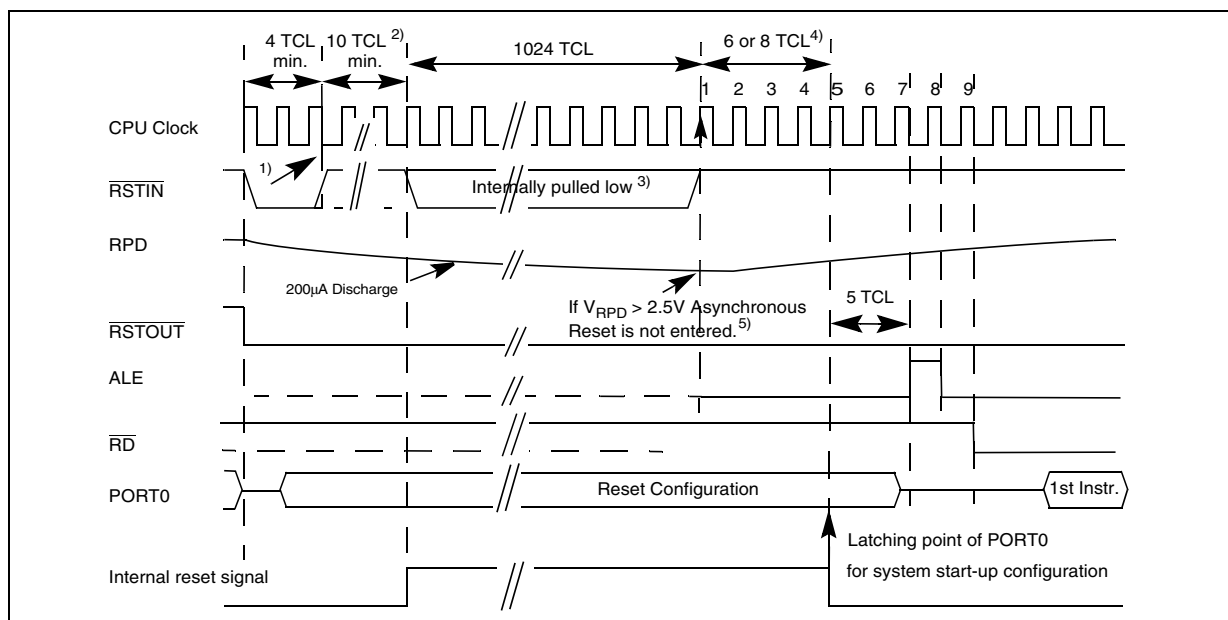 4 TCL
min.
10 TCL 2)
min.
1024 TCL
6 or 8 TCL4)
1 2 3 4 5 6 7 8 9
CPU Clock
1)
RSTIN
Internally pulled low 3)
RPD
200µA Discharge
If VRPD > 2.5V Asynchronous
Reset is not entered.5)
5 TCL
RSTOUT
ALE
RD
PORT0
Reset Configuration
1st Instr.
Latching point of PORT0
for system start-up configuration
Internal reset signal